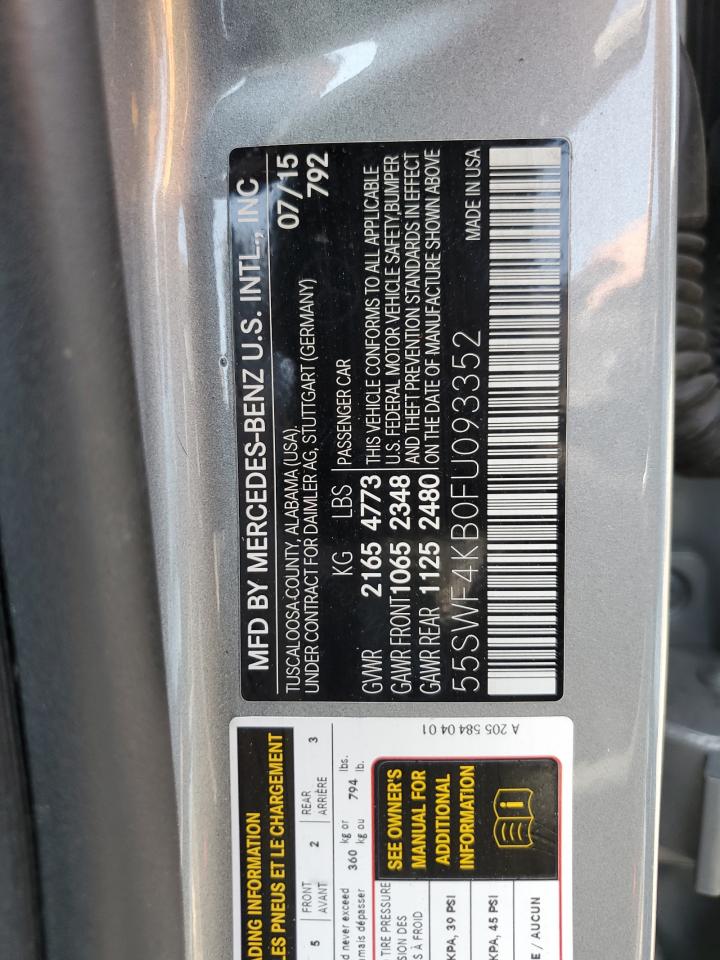 MFD BY MERCEDES-BENZ U.S. INTL., INC
TUSCALOOSA COUNTY, ALABAMA (USA), 07/15
UNDER CONTRACT FOR DAIMLER AG, STUTTGART (GERMANY) 792
KG LBS PASSENGER CAR
GVWR 2165 4773
GAWR FRONT 1065 2348
GAWR REAR 1125 2480
THIS VEHICLE CONFORMS TO ALL APPLICABLE
U.S. FEDERAL MOTOR VEHICLE SAFETY,BUMPER
AND THEFT PREVENTION STANDARDS IN EFFECT
ON THE DATE OF MANUFACTURE SHOWN ABOVE
55SWF4KB0FU093352 MADE IN USA
INFORMATION
PNEUS ET LE CHARGEMENT
5 FRONT 2 REAR 3
AVANT ARRIÈRE
never exceed 360 kg or lbs.
dépasser kg ou 794 lb.
TIRE PRESSURE
DES
À FROID
KPA, 39 PSI
KPA, 45 PSI
/ AUCUN
SEE OWNER'S
MANUAL FOR
ADDITIONAL
INFORMATION
i
A 205 584 04 01